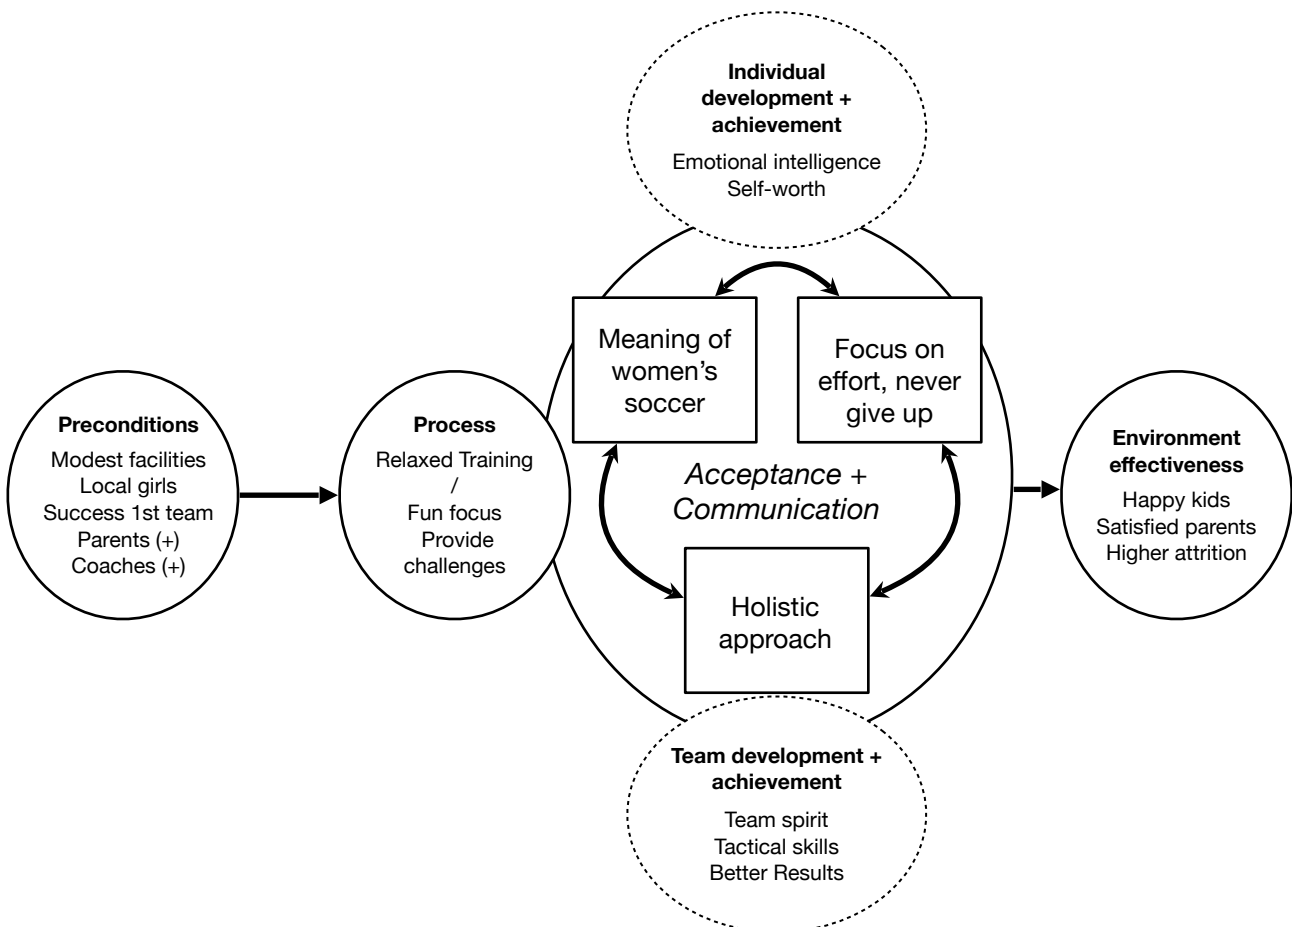 Individual
development +
achievement
Emotional intelligence
Self-worth
Meaning of
women's
soccer
Focus on
effort, never
give up
Preconditions
Modest facilities
Local girls
Success 1st team
Parents (+)
Coaches (+)
Process
Relaxed Training
/
Fun focus
Provide
challenges
Acceptance +
Communication
Environment
effectiveness
Happy kids
Satisfied parents
Higher attrition
Holistic
approach
Team development +
achievement
Team spirit
Tactical skills
Better Results